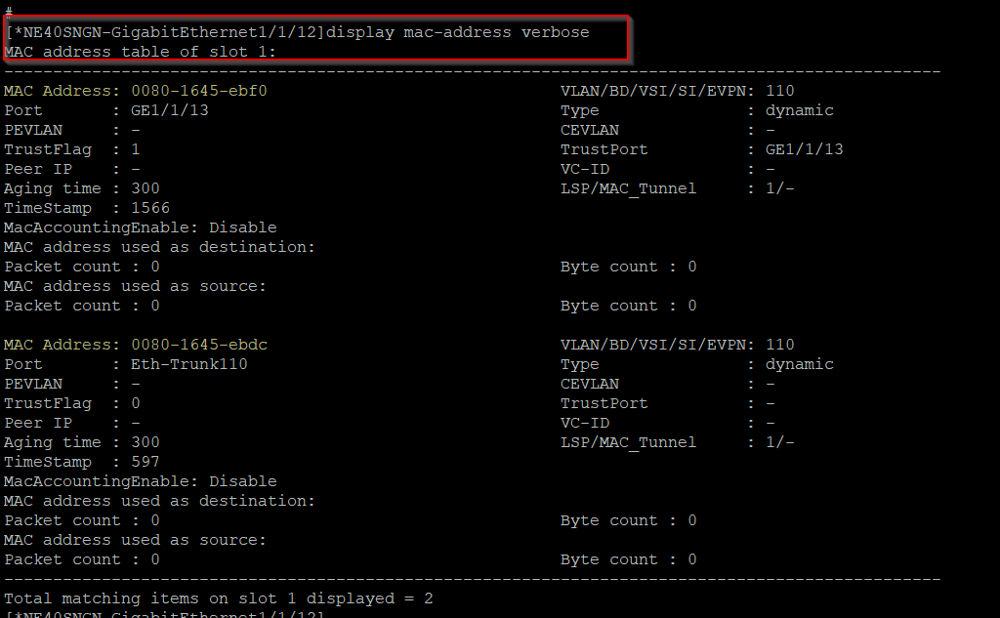 #
[*NE40SNGN-GigabitEthernet1/1/12]display mac-address verbose
MAC address table of slot 1:
------------------------------------------------------------------------------------------------
MAC Address: 0080-1645-ebf0 VLAN/BD/VSI/SI/EVPN: 110
Port : GE1/1/13 Type : dynamic
PEVLAN : - CEVLAN : -
TrustFlag : 1 TrustPort : GE1/1/13
Peer IP : - VC-ID : -
Aging time : 300 LSP/MAC_Tunnel : 1/-
TimeStamp : 1566
MacAccountingEnable: Disable
MAC address used as destination:
Packet count : 0 Byte count : 0
MAC address used as source:
Packet count : 0 Byte count : 0
MAC Address: 0080-1645-ebdc VLAN/BD/VSI/SI/EVPN: 110
Port : Eth-Trunk110 Type : dynamic
PEVLAN : - CEVLAN : -
TrustFlag : 0 TrustPort : -
Peer IP : - VC-ID : -
Aging time : 300 LSP/MAC_Tunnel : 1/-
TimeStamp : 597
MacAccountingEnable: Disable
MAC address used as destination:
Packet count : 0 Byte count : 0
MAC address used as source:
Packet count : 0 Byte count : 0
------------------------------------------------------------------------------------------------
Total matching items on slot 1 displayed = 2
[*NE40SNGN-GigabitEthernet1/1/12]